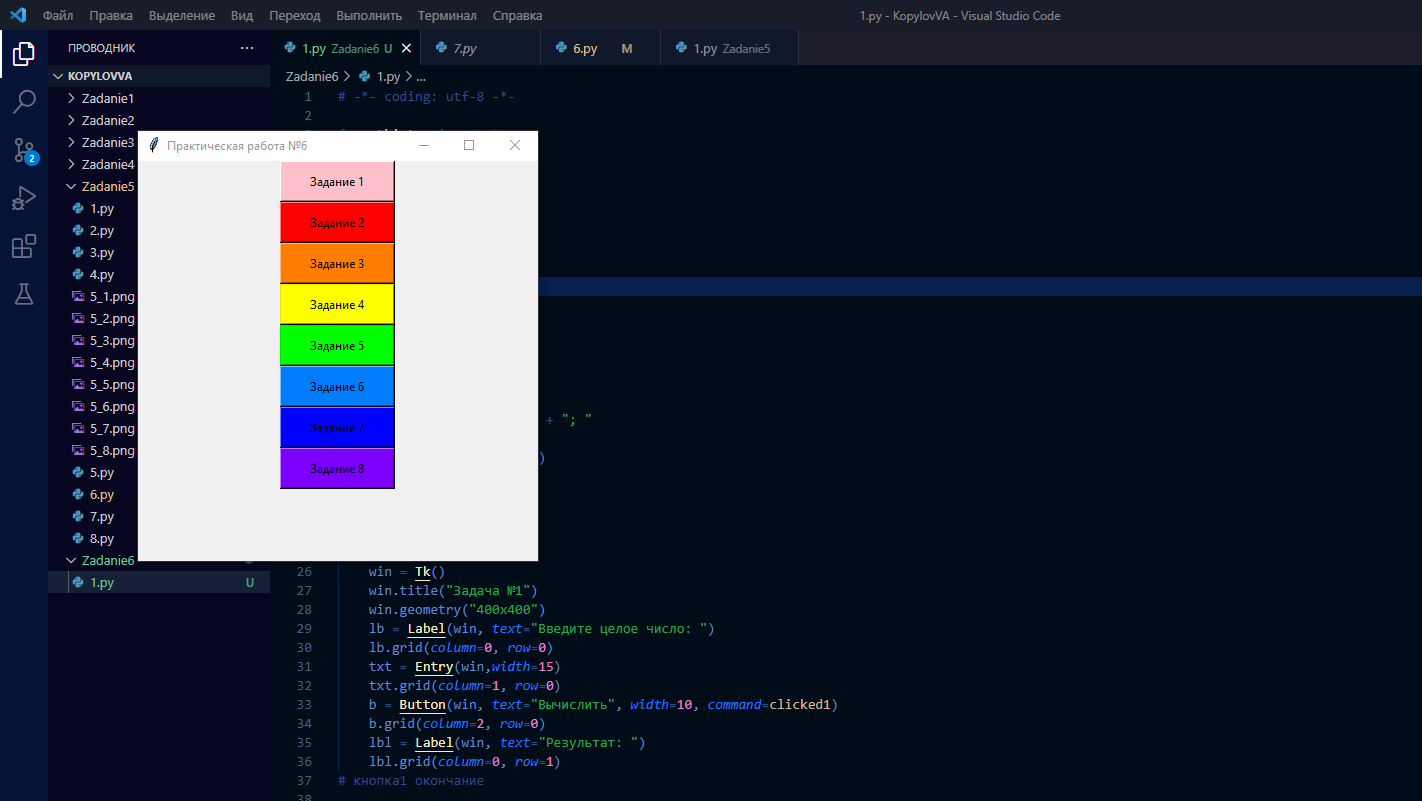 Файл Правка Выделение Вид Переход Выполнить Терминал Справка 1.py - KopylovVA - Visual Studio Code
ПРОВОДНИК ...
KOPYLOVVA
Zadanie1
Zadanie2
Zadanie3
Zadanie4
Zadanie5
1.py
2.py
3.py
4.py
5_1.png
5_2.png
5_3.png
5_4.png
5_5.png
5_6.png
5_7.png
5_8.png
5.py
6.py
7.py
8.py
Zadanie6
1.py U
2
1.py Zadanie6 U 7.py 6.py M 1.py Zadanie5
Zadanie6 > 1.py > ...
1 # -*- coding: utf-8 -*-
2
Практическая работа №6
Задание 1
Задание 2
Задание 3
Задание 4
Задание 5
Задание 6
Задание 7
Задание 8
+ "; "
)
26 win = Tk()
27 win.title("Задача №1")
28 win.geometry("400x400")
29 lb = Label(win, text="Введите целое число: ")
30 lb.grid(column=0, row=0)
31 txt = Entry(win,width=15)
32 txt.grid(column=1, row=0)
33 b = Button(win, text="Вычислить", width=10, command=clicked1)
34 b.grid(column=2, row=0)
35 lbl = Label(win, text="Результат: ")
36 lbl.grid(column=0, row=1)
37 # кнопка1 окончание
38